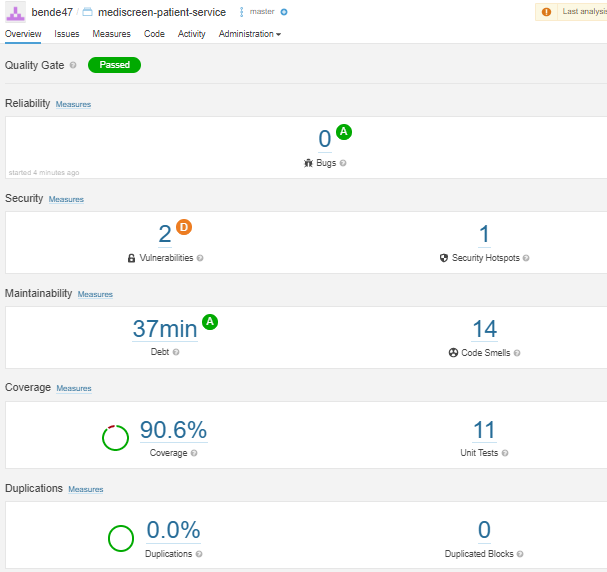 bende47 / mediscreen-patient-service master Last analysis
Overview Issues Measures Code Activity Administration
Quality Gate Passed
Reliability Measures
0 A
Bugs
started 4 minutes ago
Security Measures
2 D 1
Vulnerabilities Security Hotspots
Maintainability Measures
37min A 14
Debt Code Smells
Coverage Measures
90.6% 11
Coverage Unit Tests
Duplications Measures
0.0% 0
Duplications Duplicated Blocks